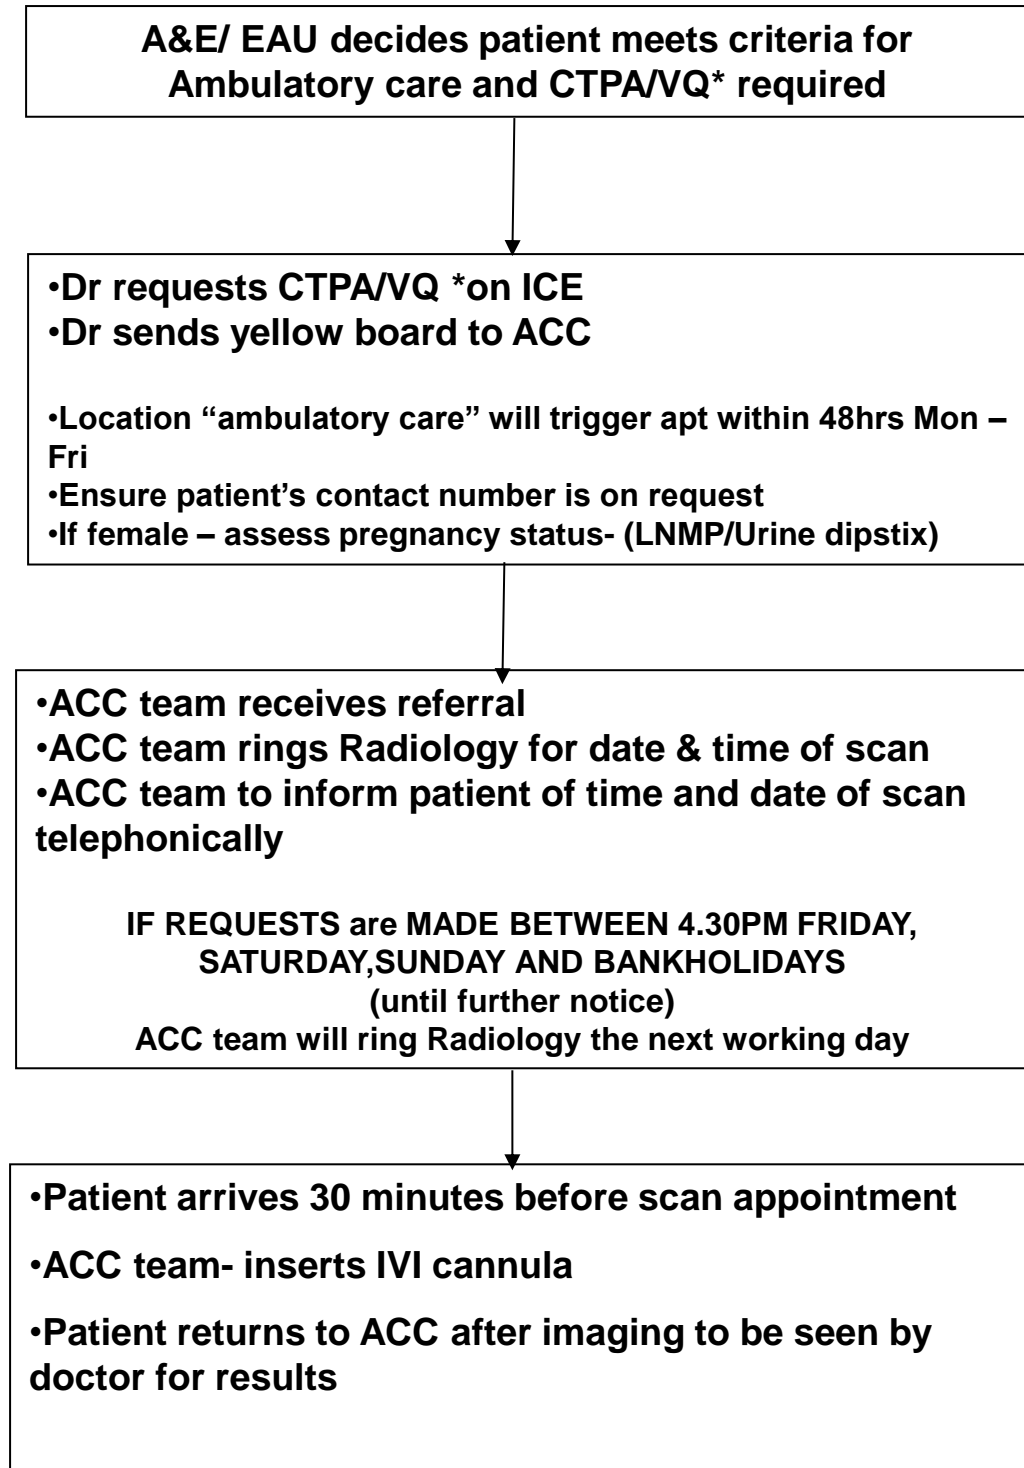 A&E/ EAU decides patient meets criteria for
Ambulatory care and CTPA/VQ* required
•Dr requests CTPA/VQ *on ICE
•Dr sends yellow board to ACC
•Location “ambulatory care” will trigger apt within 48hrs Mon –
Fri
•Ensure patient’s contact number is on request
•If female – assess pregnancy status- (LNMP/Urine dipstix)
•ACC team receives referral
•ACC team rings Radiology for date & time of scan
•ACC team to inform patient of time and date of scan
telephonically
IF REQUESTS are MADE BETWEEN 4.30PM FRIDAY,
SATURDAY,SUNDAY AND BANKHOLIDAYS
(until further notice)
ACC team will ring Radiology the next working day
•Patient arrives 30 minutes before scan appointment
•ACC team- inserts IVI cannula
•Patient returns to ACC after imaging to be seen by
doctor for results